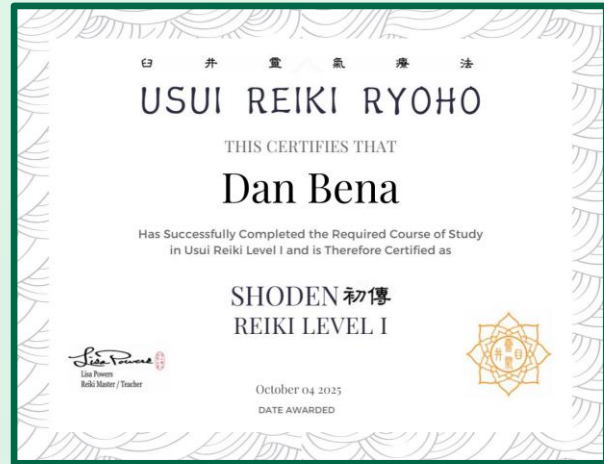 臼井靈氣療法
USUI REIKI RYOHO
THIS CERTIFIES THAT
Dan Bena
Has Successfully Completed the Required Course of Study
in Usui Reiki Level I and is Therefore Certified as
SHODEN 初傳
REIKI LEVEL I
Lisa Powers
Lisa Powers
Reiki Master / Teacher
October 04 2025
DATE AWARDED